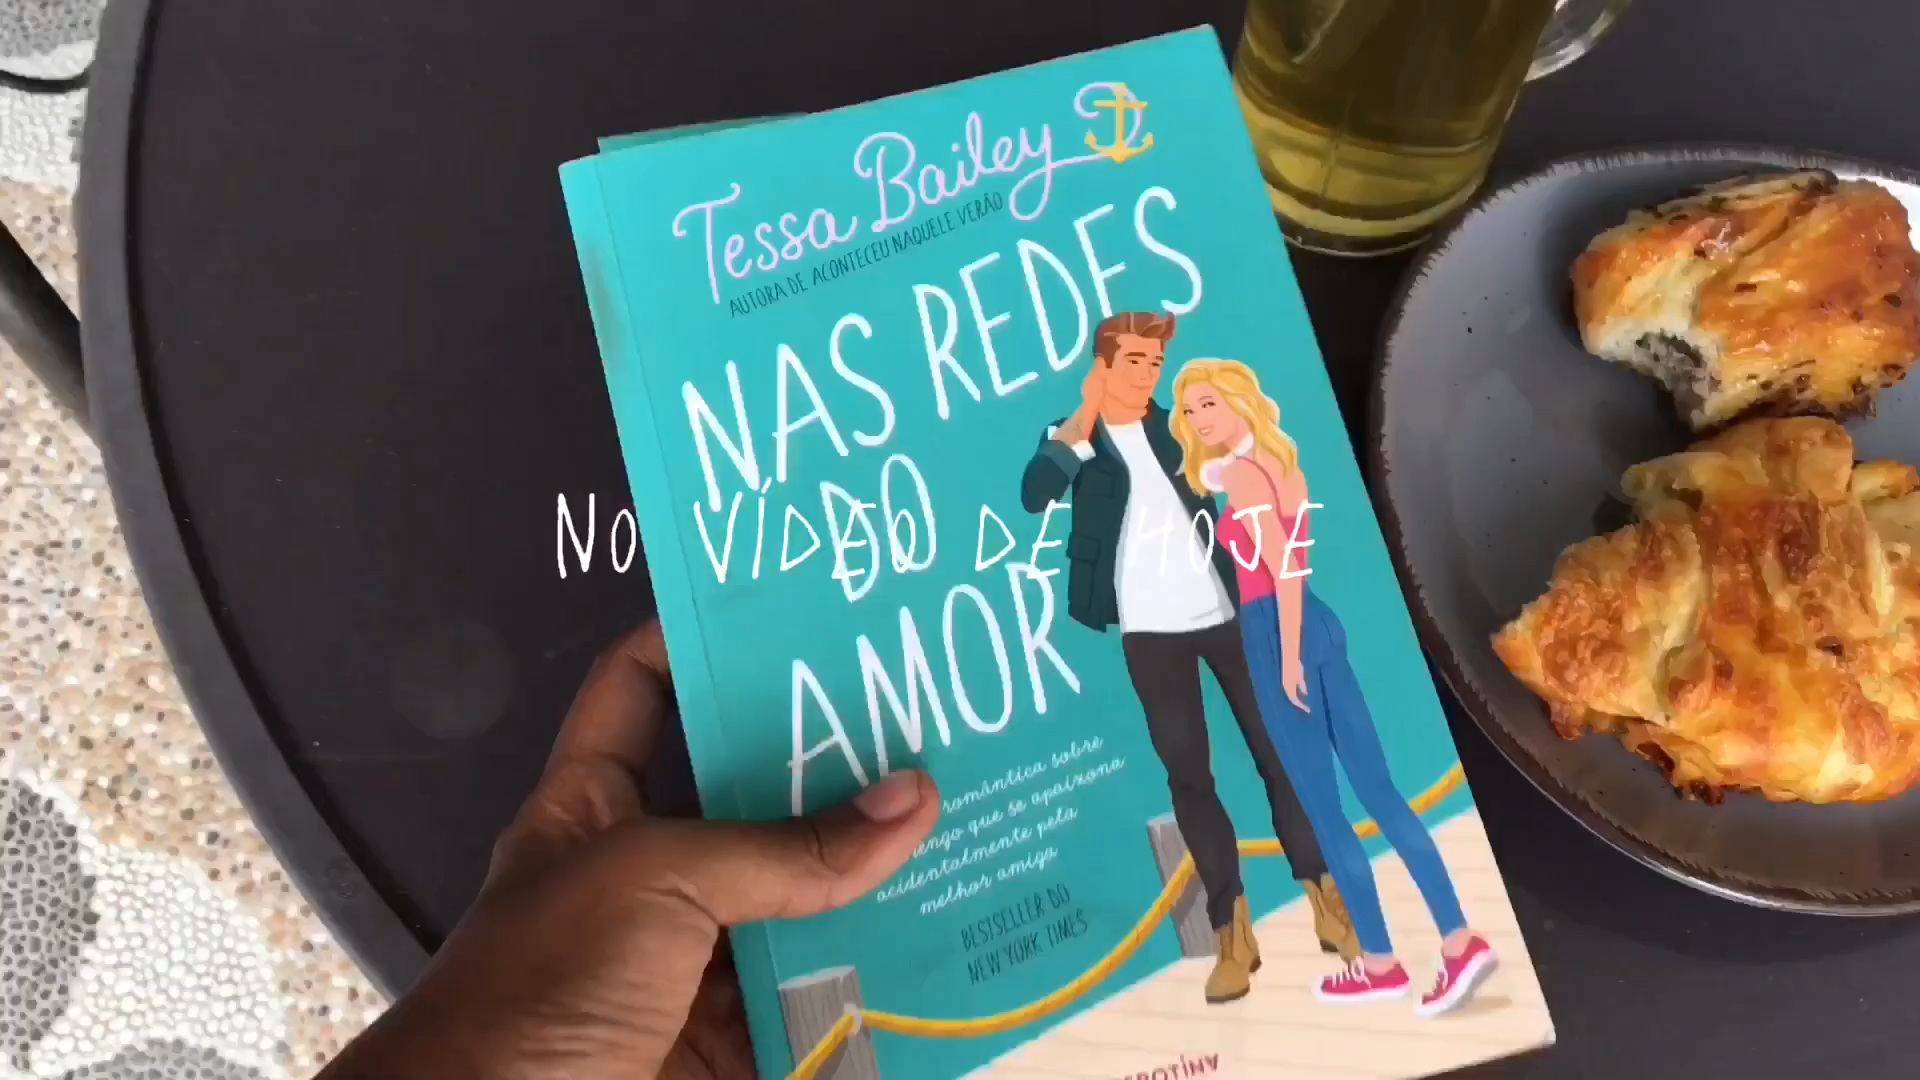 Tessa Bailey
AUTORA DE ACONTECEU NAQUELE VERÃO
NAS REDES
DO
AMOR
NO VÍDEO DE HOJE
romântica sobre
que se apaixona
acidentalmente pela
melhor amiga
BESTSELLER DO
NEW YORK TIMES